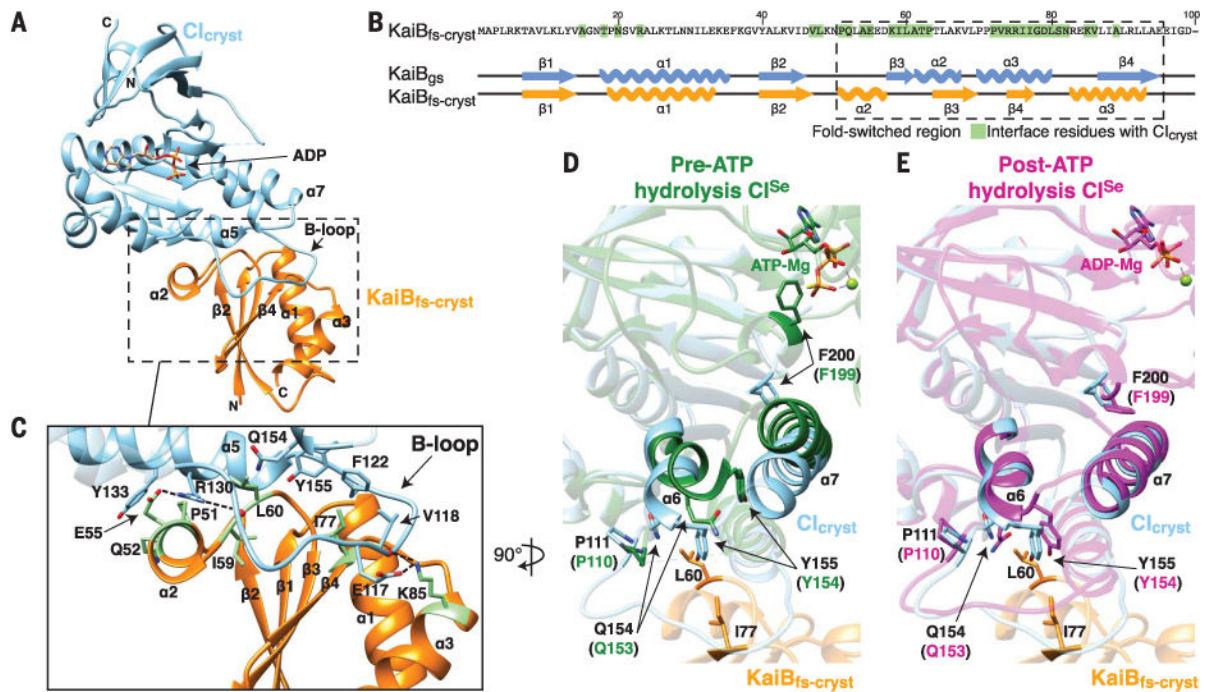 A
C
CIcryst
N
ADP
α7
α5
B-loop
α2
β2
β4
α1
α3
KaiBfs-cryst
N
C
B
20
40
60
80
100
KaiBfs-cryst
MAPLRKTAVLKLYVAGNTPNSVRALKTLNNILEKEFKGVYALKVIDVLKNPQLAEEDKILATPTLAKVLPPPVRRIIGDLSNREKVLIALRLLAEEIGD-
β1
α1
β2
β3
α2
α3
β4
KaiBgs
KaiBfs-cryst
β1
α1
β2
α2
β3
β4
α3
Fold-switched region
Interface residues with CIcryst
C
Q154
α5
B-loop
F122
Y155
Y133
R130
L60
P51
V118
E55
I77
Q52
I59
β3
β4
α2
β2
β1
E117
K85
α1
α3
90°
D
Pre-ATP
hydrolysis CISe
ATP-Mg
F200
(F199)
α6
α7
CIcryst
P111
(P110)
L60
Y155
(Y154)
Q154
(Q153)
I77
KaiBfs-cryst
E
Post-ATP
hydrolysis CISe
ADP-Mg
F200
(F199)
α6
α7
CIcryst
P111
(P110)
L60
Y155
(Y154)
Q154
(Q153)
I77
KaiBfs-cryst